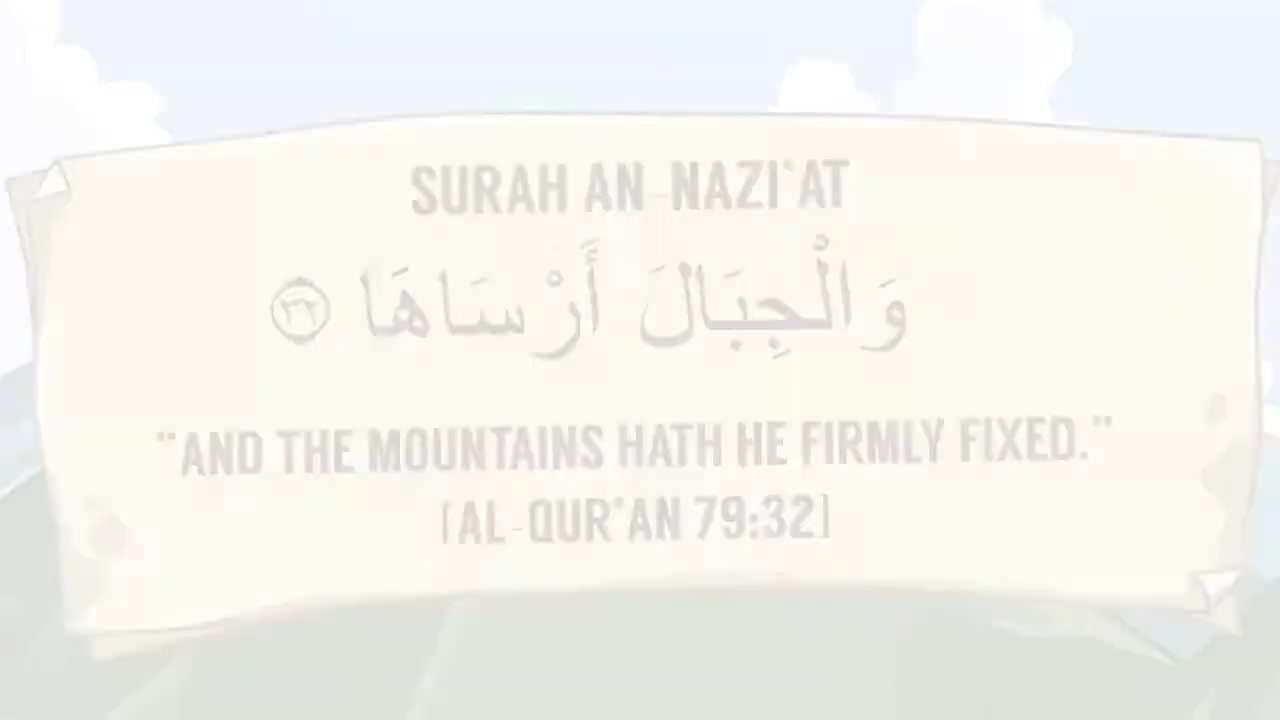 SURAH AN-NAZI'AT
وَالْجِبَالَ أَرْسَاهَا ٣٢
"AND THE MOUNTAINS HATH HE FIRMLY FIXED."
[AL-QUR'AN 79:32]